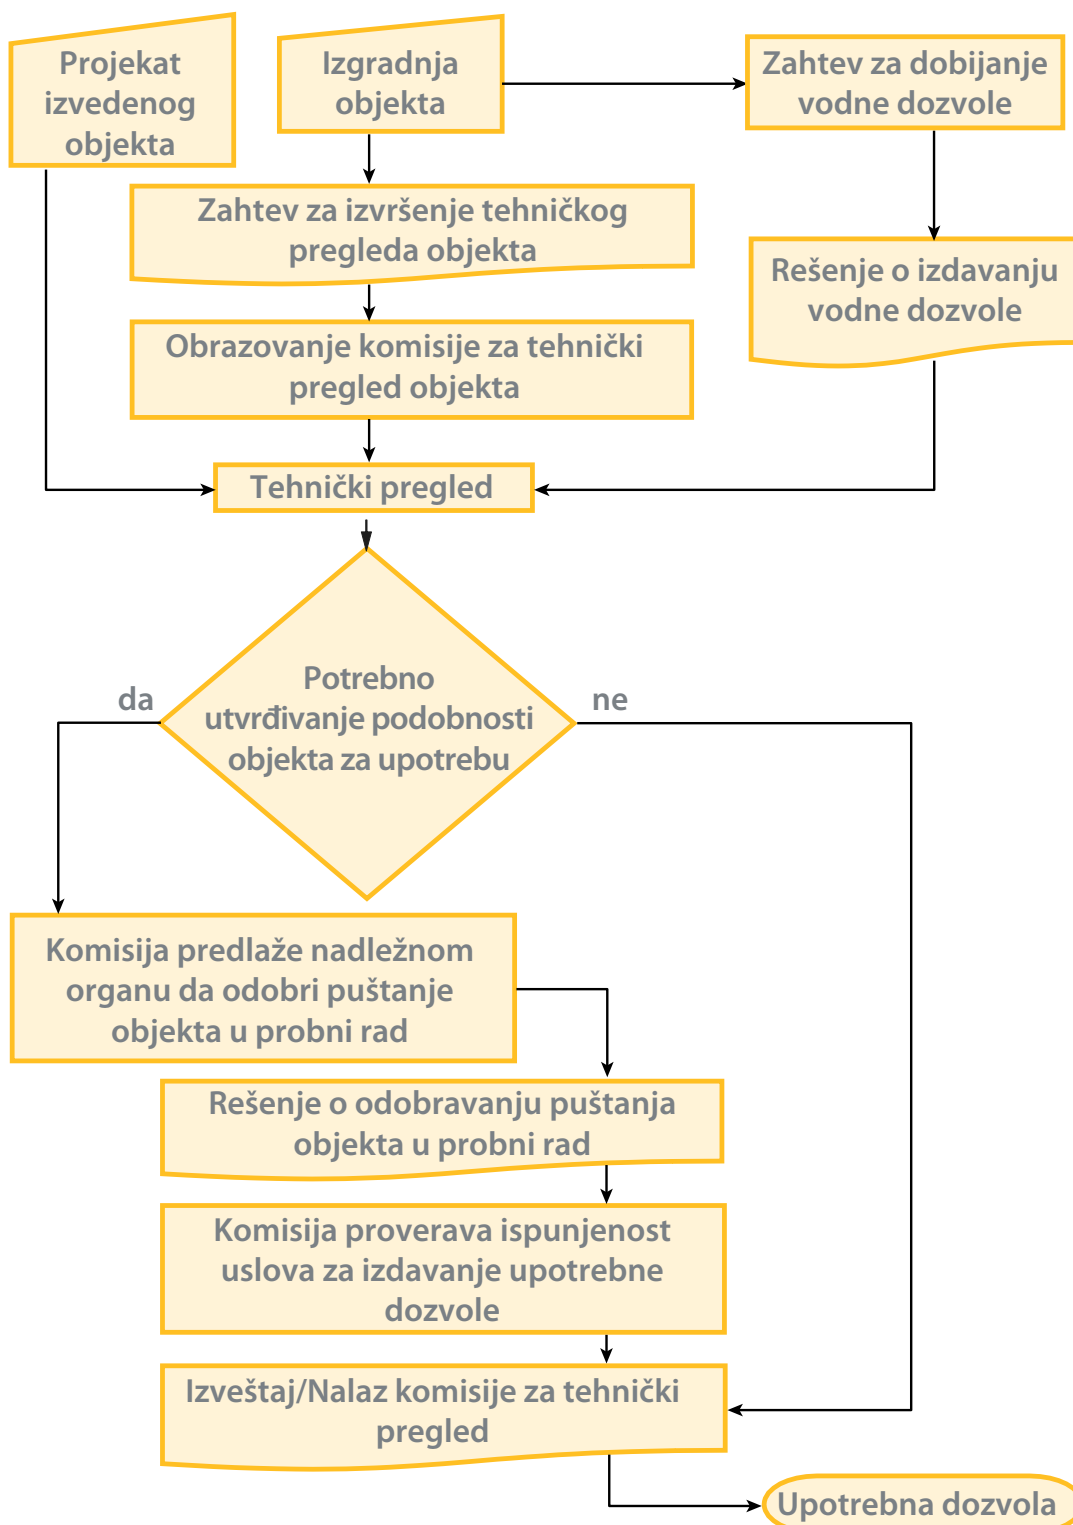 Projekat
izvedenog
objekta
Izgradnja
objekta
Zahtev za dobijanje
vodne dozvole
Zahtev za izvršenje tehničkog
pregleda objekta
Rešenje o izdavanju
vodne dozvole
Obrazovanje komisije za tehnički
pregled objekta
Tehnički pregled
Potrebno
utvrđivanje podobnosti
objekta za upotrebu
da
ne
Komisija predlaže nadležnom
organu da odobri puštanje
objekta u probni rad
Rešenje o odobravanju puštanja
objekta u probni rad
Komisija proverava ispunjenost
uslova za izdavanje upotrebne
dozvole
Izveštaj/Nalaz komisije za tehnički
pregled
Upotrebna dozvola